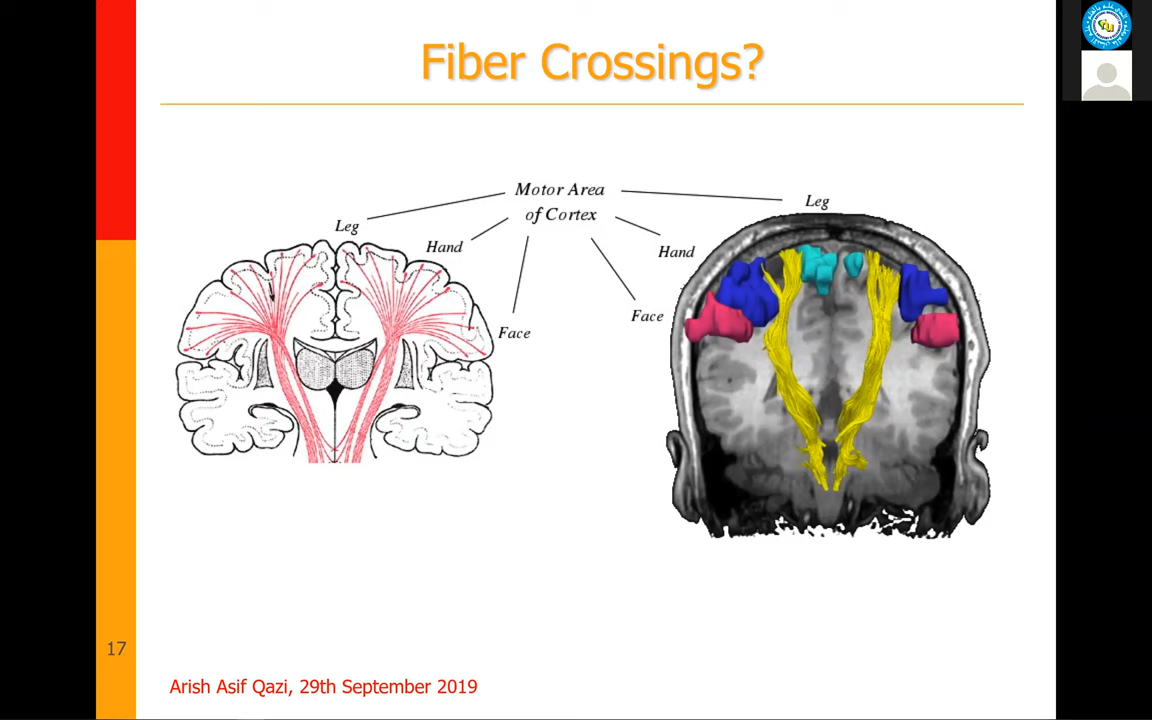 Fiber Crossings?
Motor Area
of Cortex
Leg
Hand
Face
Leg
Hand
Face
17
Arish Asif Qazi, 29th September 2019